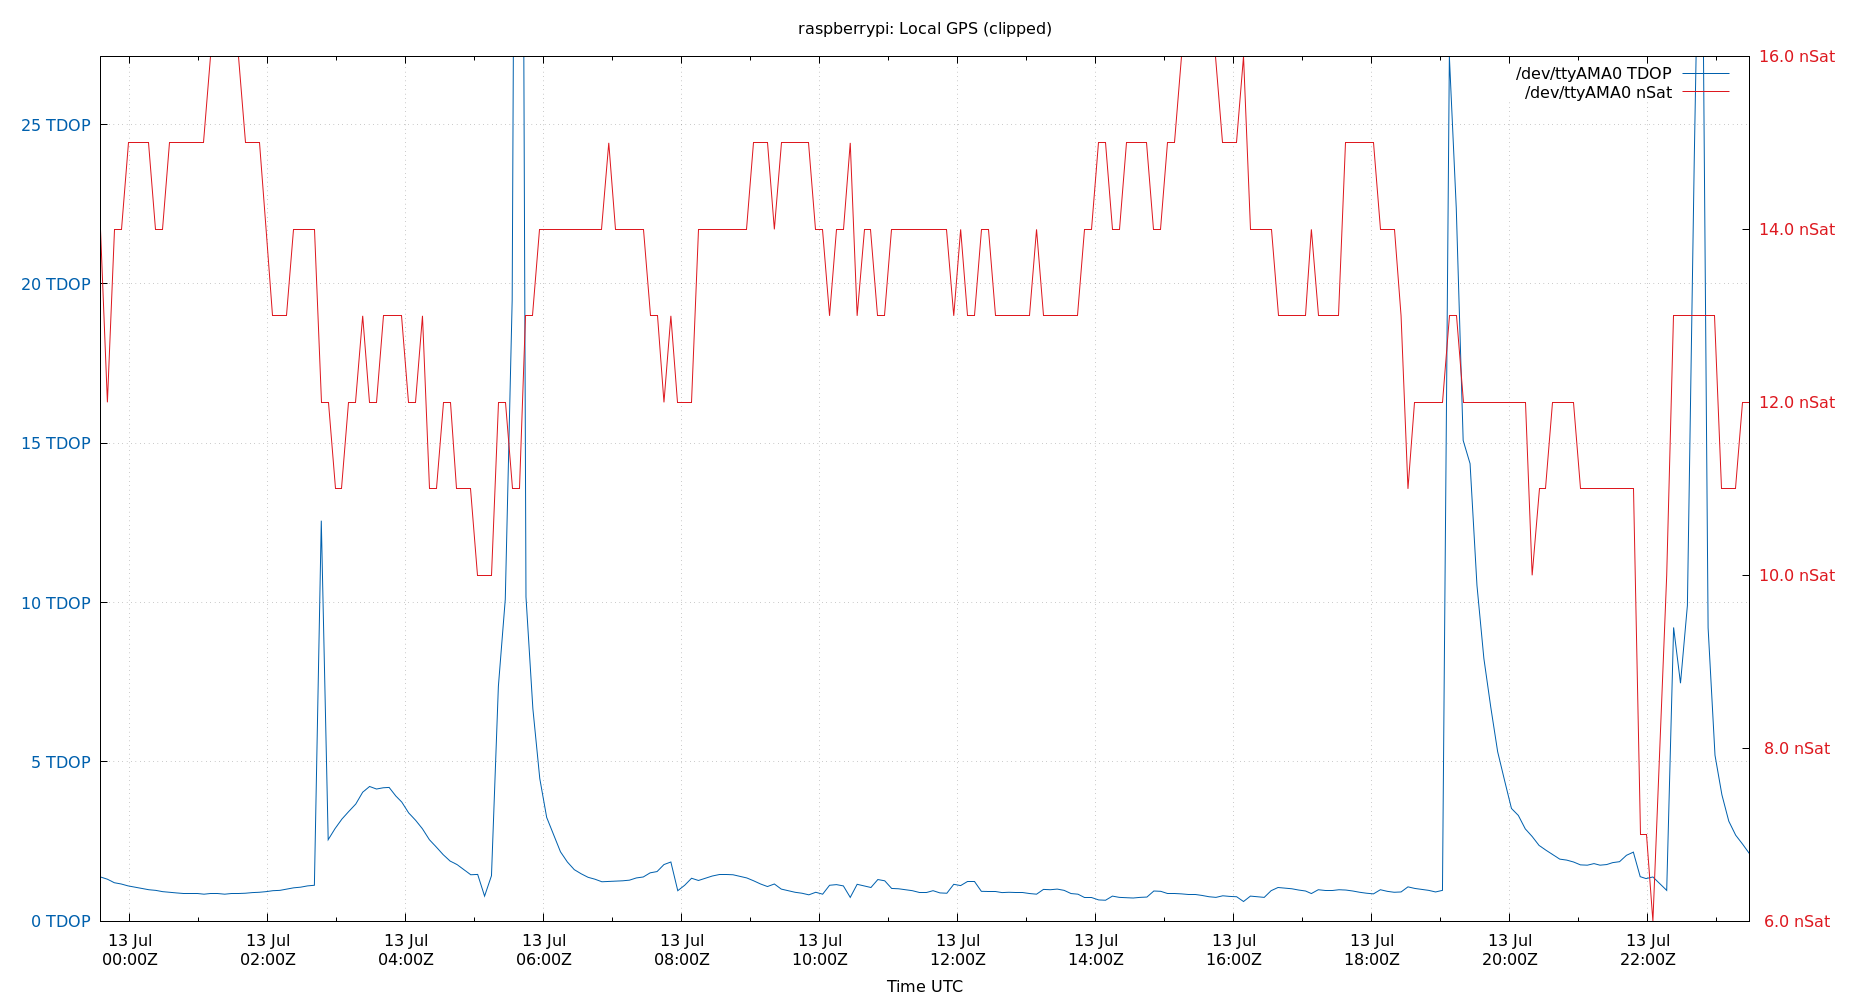 raspberrypi: Local GPS (clipped)
/dev/ttyAMA0 TDOP
/dev/ttyAMA0 nSat
25 TDOP
20 TDOP
15 TDOP
10 TDOP
5 TDOP
0 TDOP
16.0 nSat
14.0 nSat
12.0 nSat
10.0 nSat
8.0 nSat
6.0 nSat
13 Jul
00:00Z
13 Jul
02:00Z
13 Jul
04:00Z
13 Jul
06:00Z
13 Jul
08:00Z
13 Jul
10:00Z
13 Jul
12:00Z
13 Jul
14:00Z
13 Jul
16:00Z
13 Jul
18:00Z
13 Jul
20:00Z
13 Jul
22:00Z
Time UTC